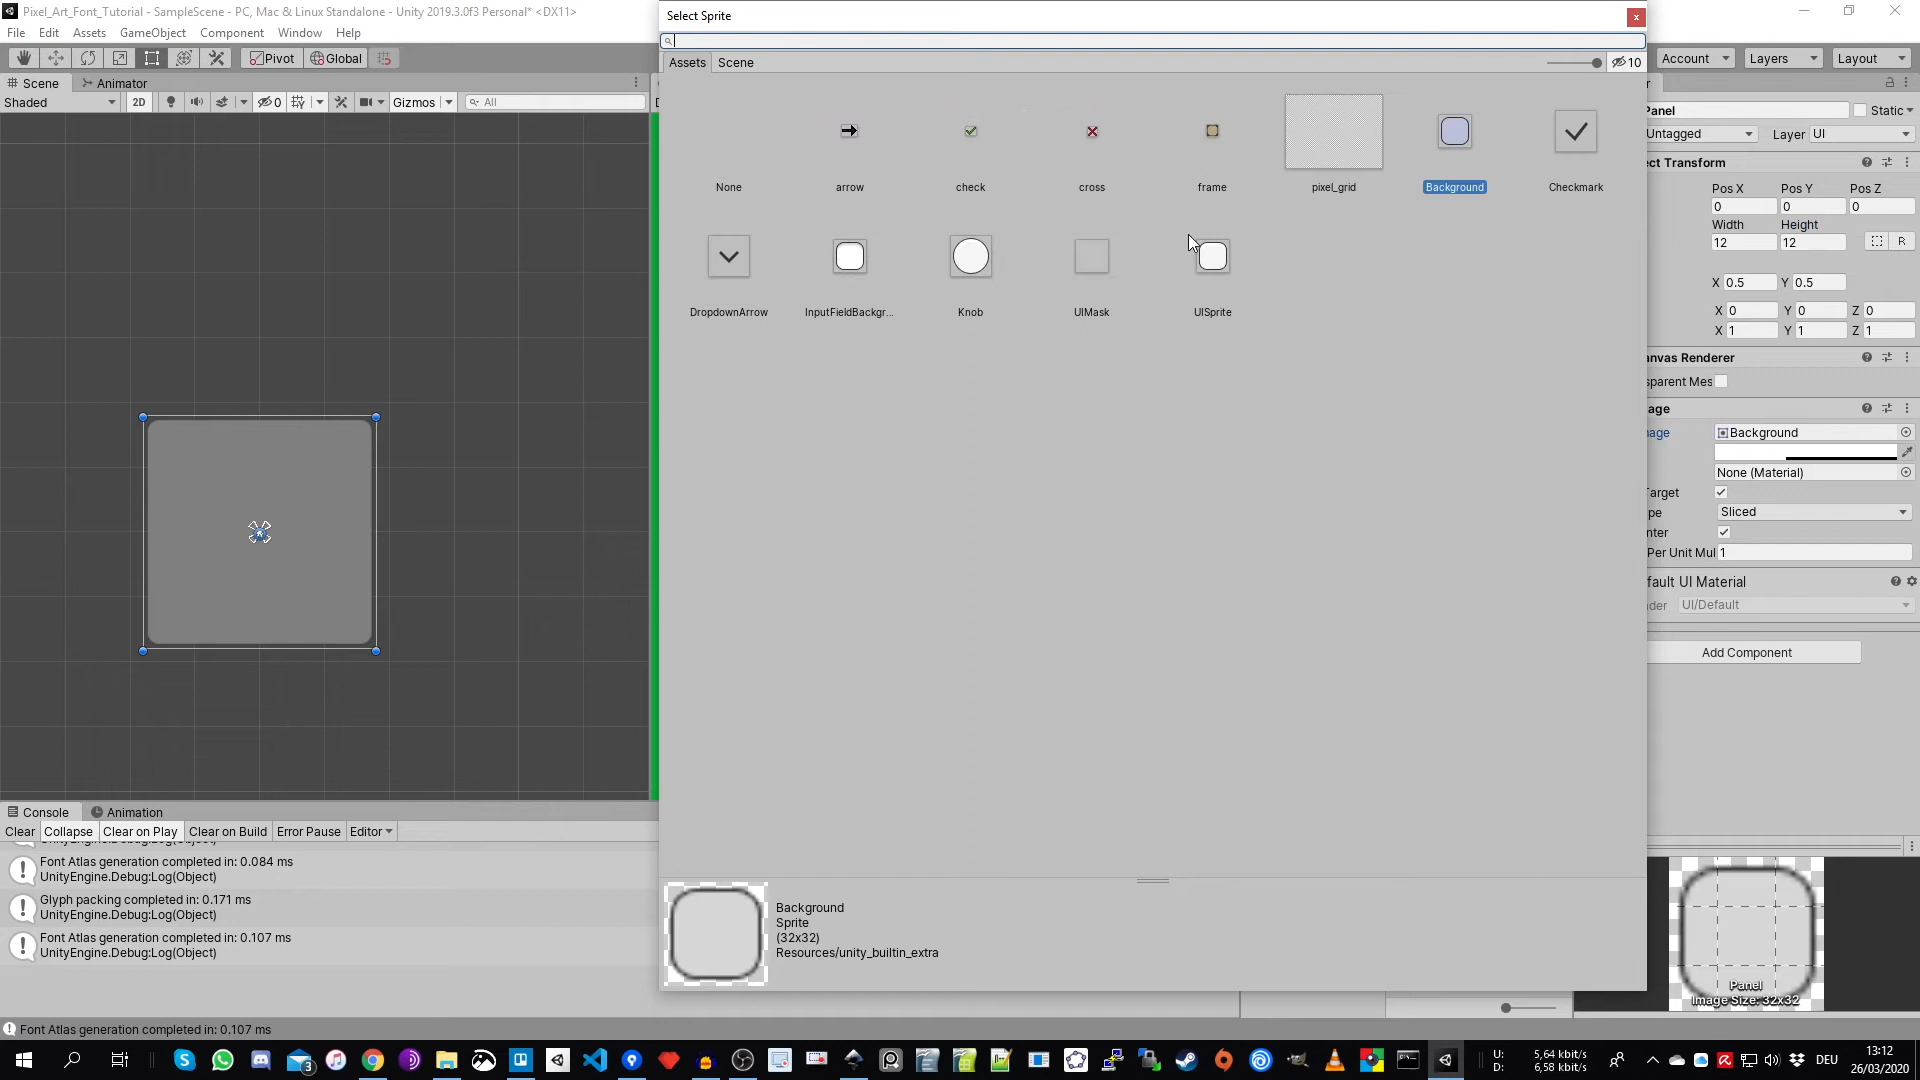 Pixel_Art_Font_Tutorial - SampleScene - PC, Mac & Linux Standalone - Unity 2019.3.0f3 Personal* <DX11>
File Edit Assets GameObject Component Window Help
Pivot Global
Account Layers Layout
Scene Animator
Shaded 2D 0 Gizmos All
Select Sprite
Assets Scene 10
None arrow check cross frame pixel_grid Background Checkmark
DropdownArrow InputFieldBackgr... Knob UIMask UISprite
Background
Sprite
(32x32)
Resources/unity_builtin_extra
Panel Static
Untagged Layer UI
ect Transform
Pos X Pos Y Pos Z
0 0 0
Width Height
12 12 R
X 0.5 Y 0.5
X 0 Y 0 Z 0
X 1 Y 1 Z 1
anvas Renderer
sparent Mes
age
nage Background
None (Material)
Target
pe Sliced
nter
Per Unit Mul 1
fault UI Material
der UI/Default
Add Component
Panel
Image Size: 32x32
Console Animation
Clear Collapse Clear on Play Clear on Build Error Pause Editor
UnityEngine.Debug:Log(Object)
Font Atlas generation completed in: 0.084 ms
UnityEngine.Debug:Log(Object)
Glyph packing completed in: 0.171 ms
UnityEngine.Debug:Log(Object)
Font Atlas generation completed in: 0.107 ms
UnityEngine.Debug:Log(Object)
Font Atlas generation completed in: 0.107 ms
3
U: 5,64 kbit/s
D: 6,58 kbit/s
DEU
13:12
26/03/2020